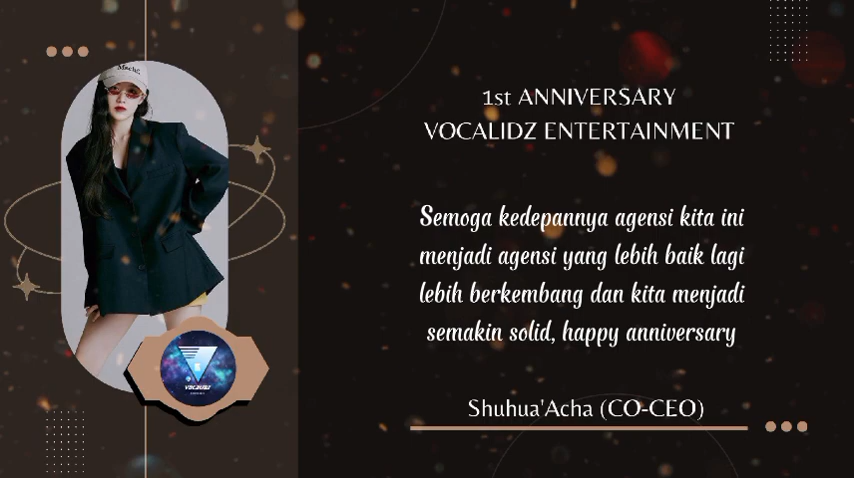 1st ANNIVERSARY
VOCALIDZ ENTERTAINMENT
Semoga kedepannya agensi kita ini
menjadi agensi yang lebih baik lagi
lebih berkembang dan kita menjadi
semakin solid, happy anniversary
Shuhua'Acha (CO-CEO)
VOCALIDZ